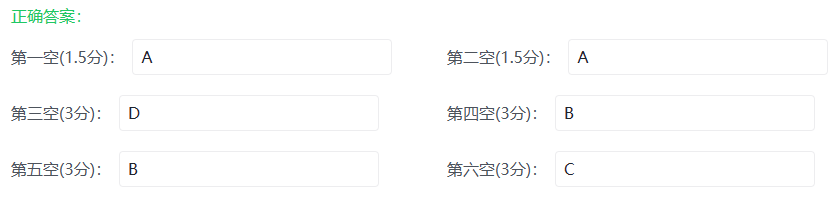 正确答案：
第一空(1.5分)： A 第二空(1.5分)： A
第三空(3分)： D 第四空(3分)： B
第五空(3分)： B 第六空(3分)： C